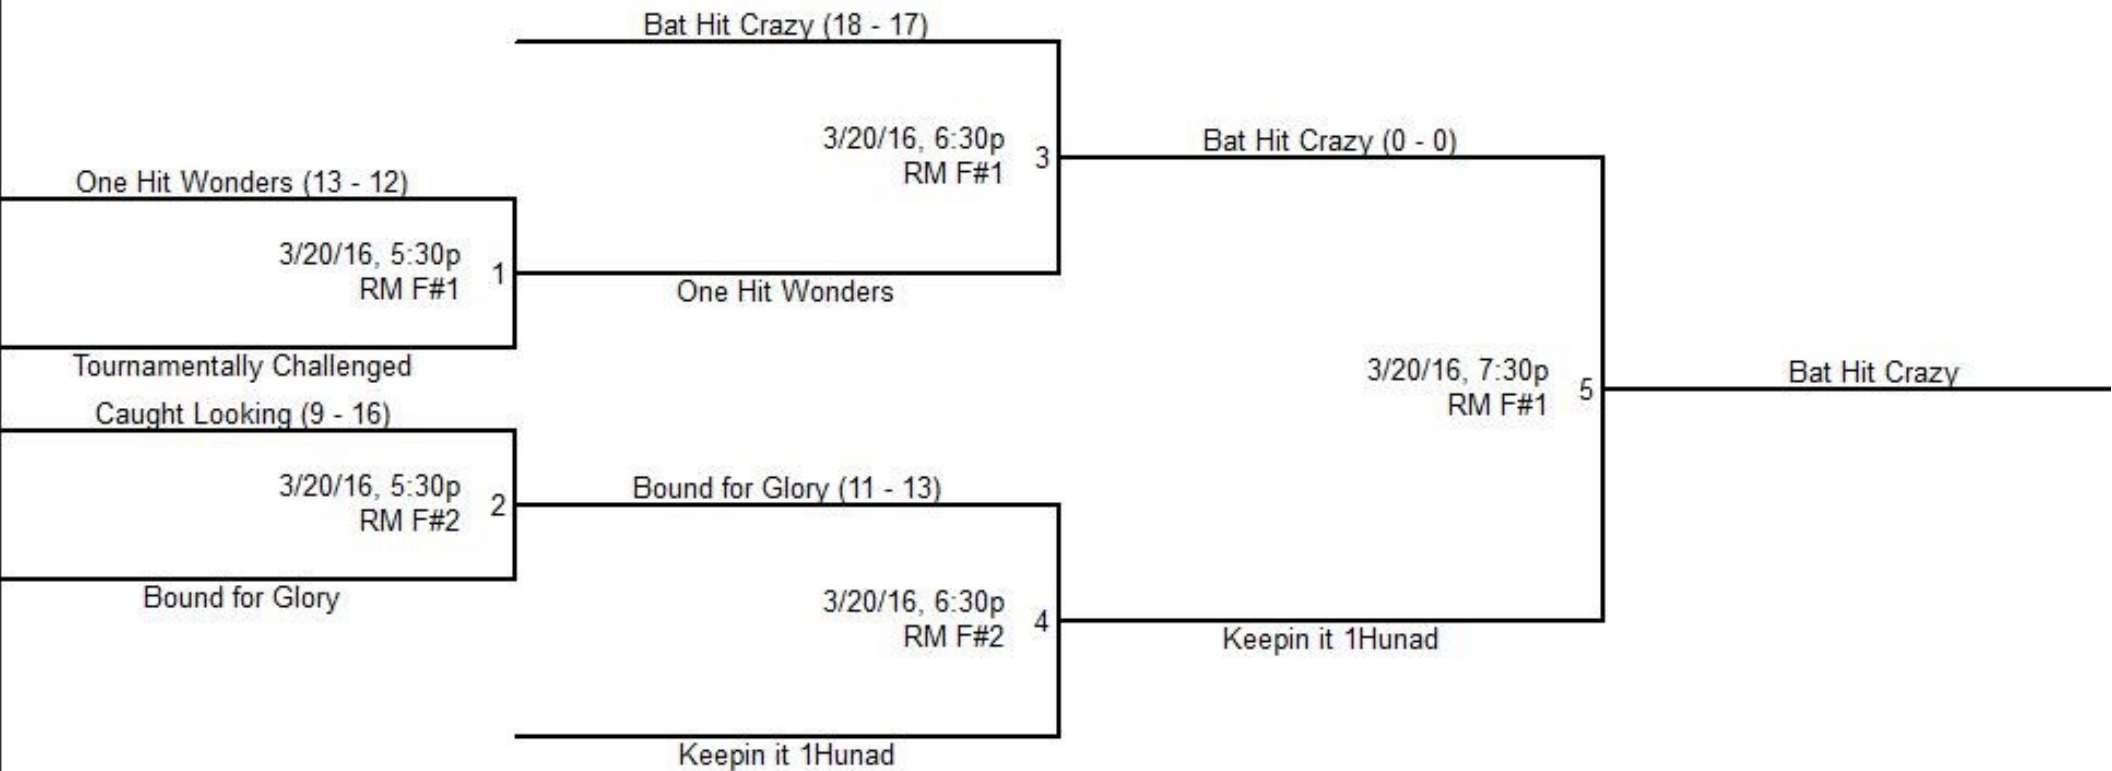 Bat Hit Crazy (18 - 17)
3/20/16, 6:30p
RM F#1
3
Bat Hit Crazy (0 - 0)
One Hit Wonders (13 - 12)
3/20/16, 5:30p
RM F#1
1
One Hit Wonders
Tournamentally Challenged
3/20/16, 7:30p
RM F#1
5
Bat Hit Crazy
Caught Looking (9 - 16)
3/20/16, 5:30p
RM F#2
2
Bound for Glory (11 - 13)
Bound for Glory
3/20/16, 6:30p
RM F#2
4
Keepin it 1Hunad
Keepin it 1Hunad